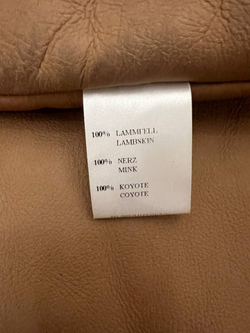 100% LAMMFELL
LAMBSKIN
100% NERZ
MINK
100% KOYOTE
COYOTE